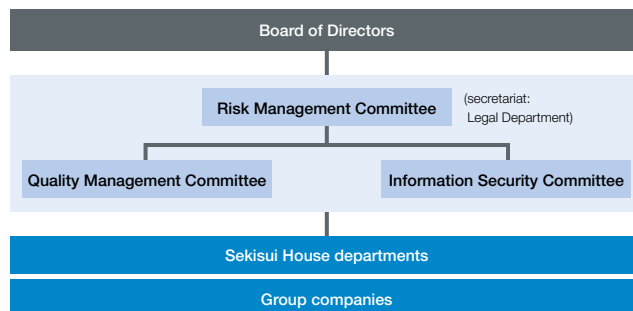 Board of Directors
Risk Management Committee
(secretariat:
Legal Department)
Quality Management Committee
Information Security Committee
Sekisui House departments
Group companies